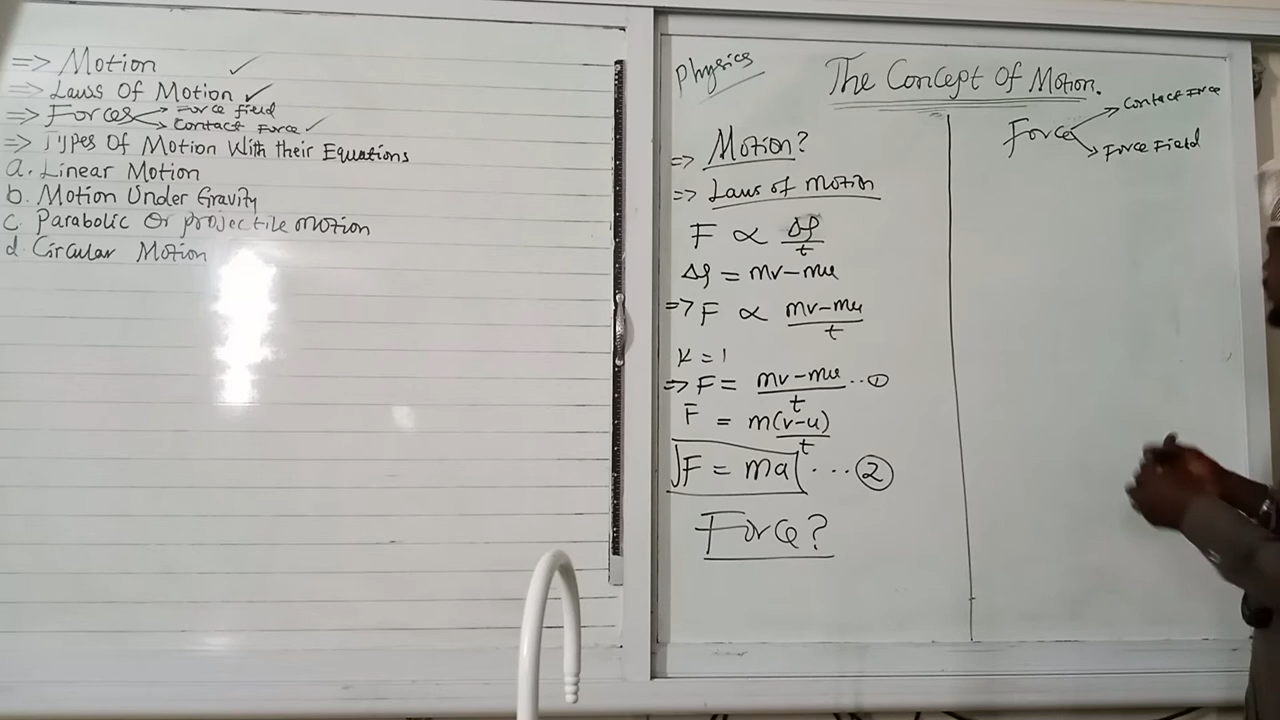 => Motion ✓
=> Laws Of Motion ✓
=> Forces → Force Field
→ Contact Force ✓
=> Types Of Motion With their Equations
a. Linear Motion
b. Motion Under Gravity
c. Parabolic Or projectile motion
d. Circular Motion
Physics
The Concept Of Motion.
=> Motion?
=> Laws of motion
F ∝ Δρ/t
Δρ = mv-mu
=> F ∝ mv-mu/t
K = 1
=> F = mv-mu/t ..①
F = m(v-u)/t
F = ma ... ②
Force?
Force → Contact Force
→ Force Field